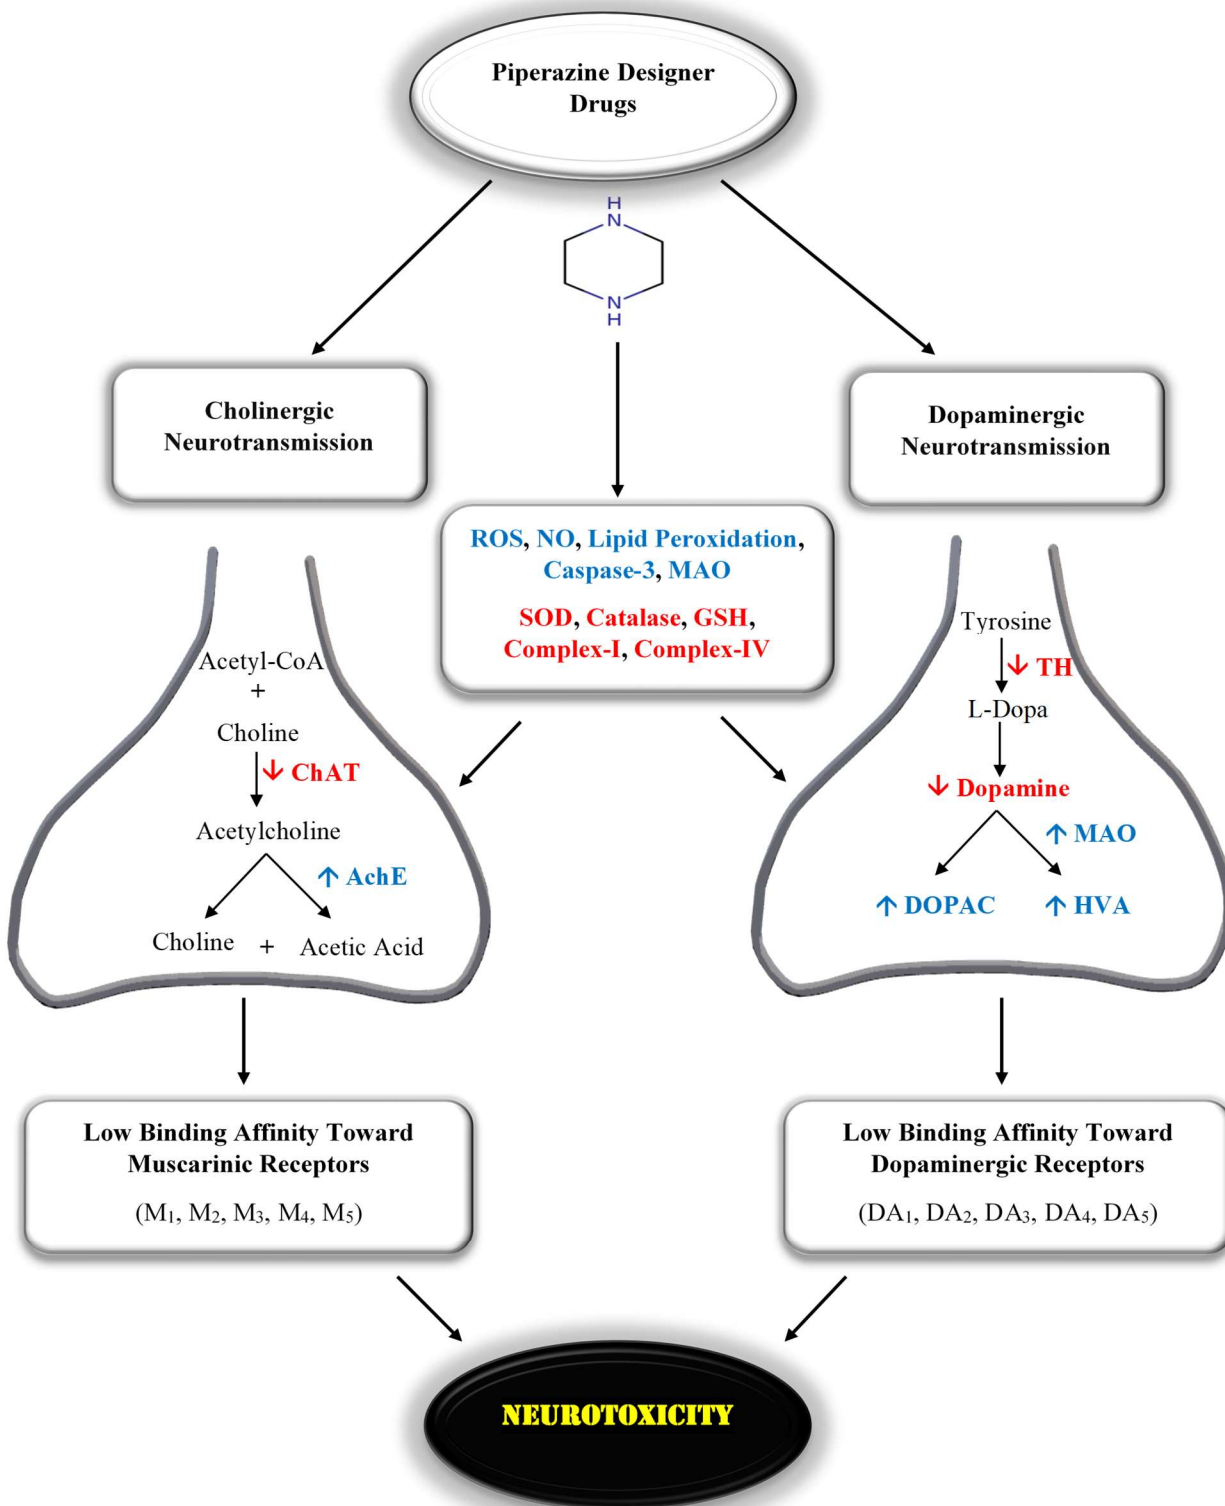 Piperazine Designer
Drugs
H
N
N
H
Cholinergic
Neurotransmission
Dopaminergic
Neurotransmission
ROS, NO, Lipid Peroxidation,
Caspase-3, MAO
SOD, Catalase, GSH,
Complex-I, Complex-IV
Acetyl-CoA
+
Choline
↓ ChAT
Acetylcholine
↑ AchE
Choline + Acetic Acid
Tyrosine
↓ TH
L-Dopa
↓ Dopamine
↑ MAO
↑ DOPAC ↑ HVA
Low Binding Affinity Toward
Muscarinic Receptors
(M₁, M₂, M₃, M₄, M₅)
Low Binding Affinity Toward
Dopaminergic Receptors
(DA₁, DA₂, DA₃, DA₄, DA₅)
NEUROTOXICITY